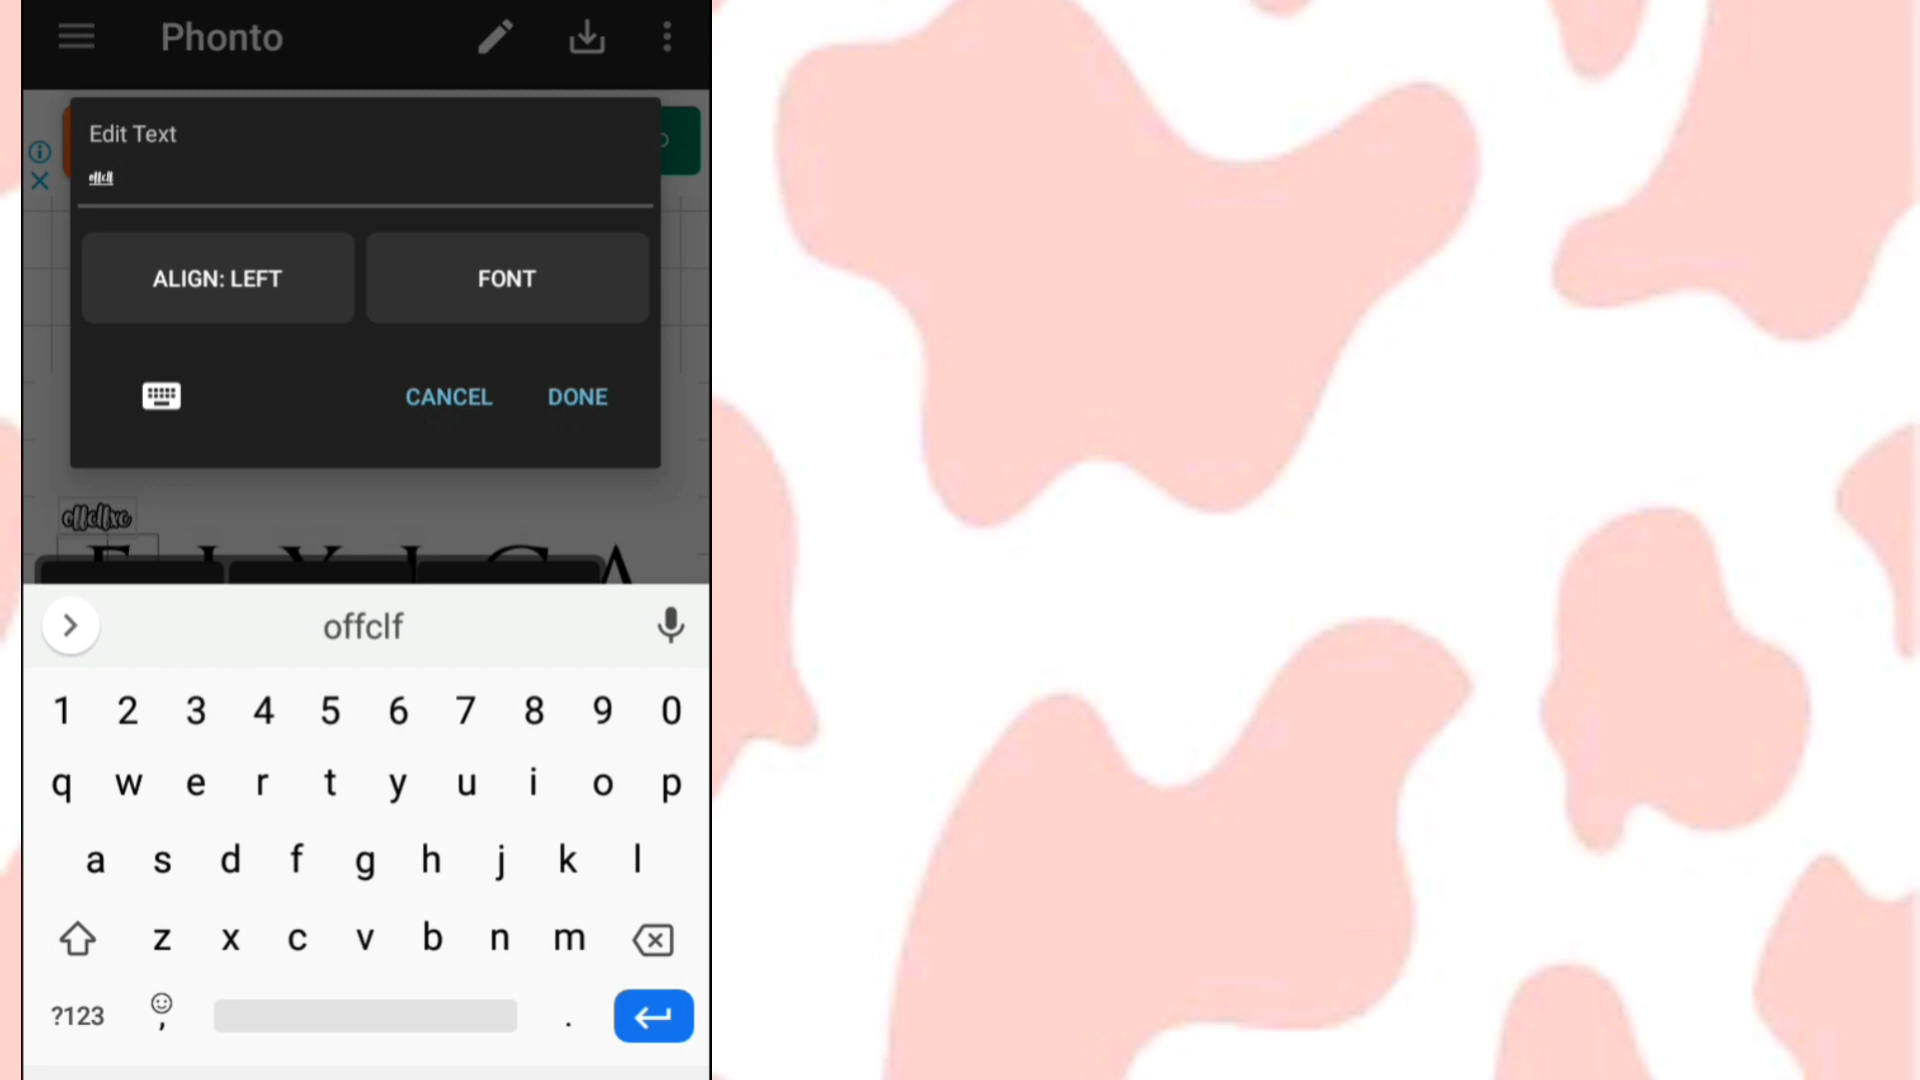 Phonto
Edit Text
ALIGN: LEFT
FONT
CANCEL
DONE
offclf
1 2 3 4 5 6 7 8 9 0
q w e r t y u i o p
a s d f g h j k l
z x c v b n m
?123 , .